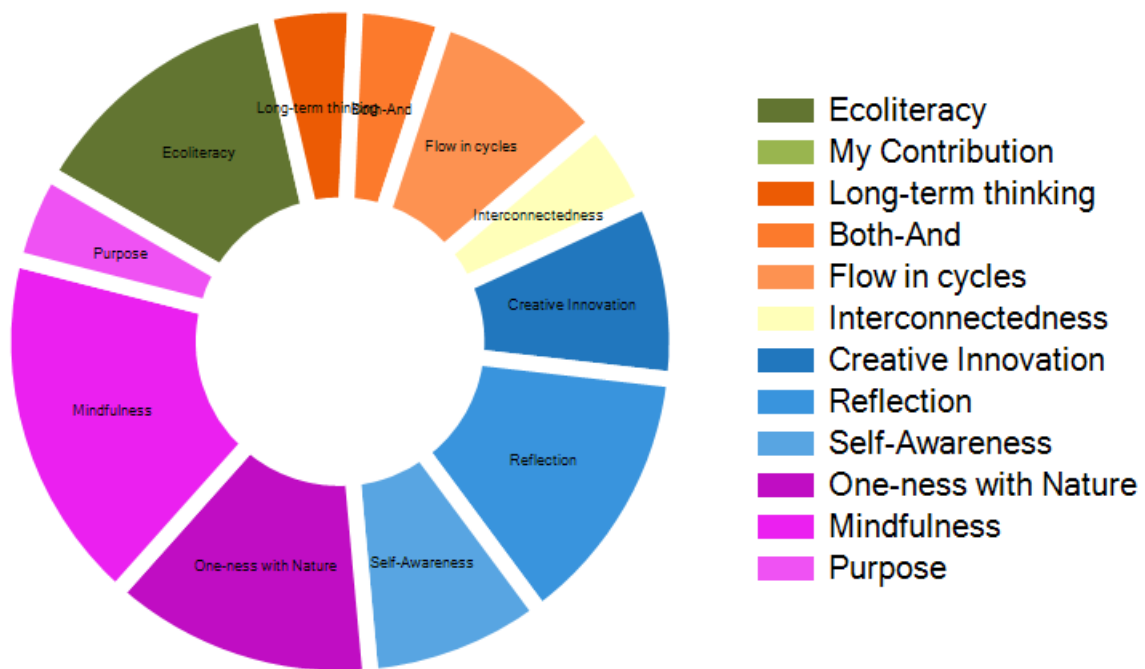 Long-term thinking
Both-And
Ecoliteracy
Flow in cycles
Interconnectedness
Purpose
Creative Innovation
Mindfulness
Reflection
One-ness with Nature
Self-Awareness
Ecoliteracy
My Contribution
Long-term thinking
Both-And
Flow in cycles
Interconnectedness
Creative Innovation
Reflection
Self-Awareness
One-ness with Nature
Mindfulness
Purpose